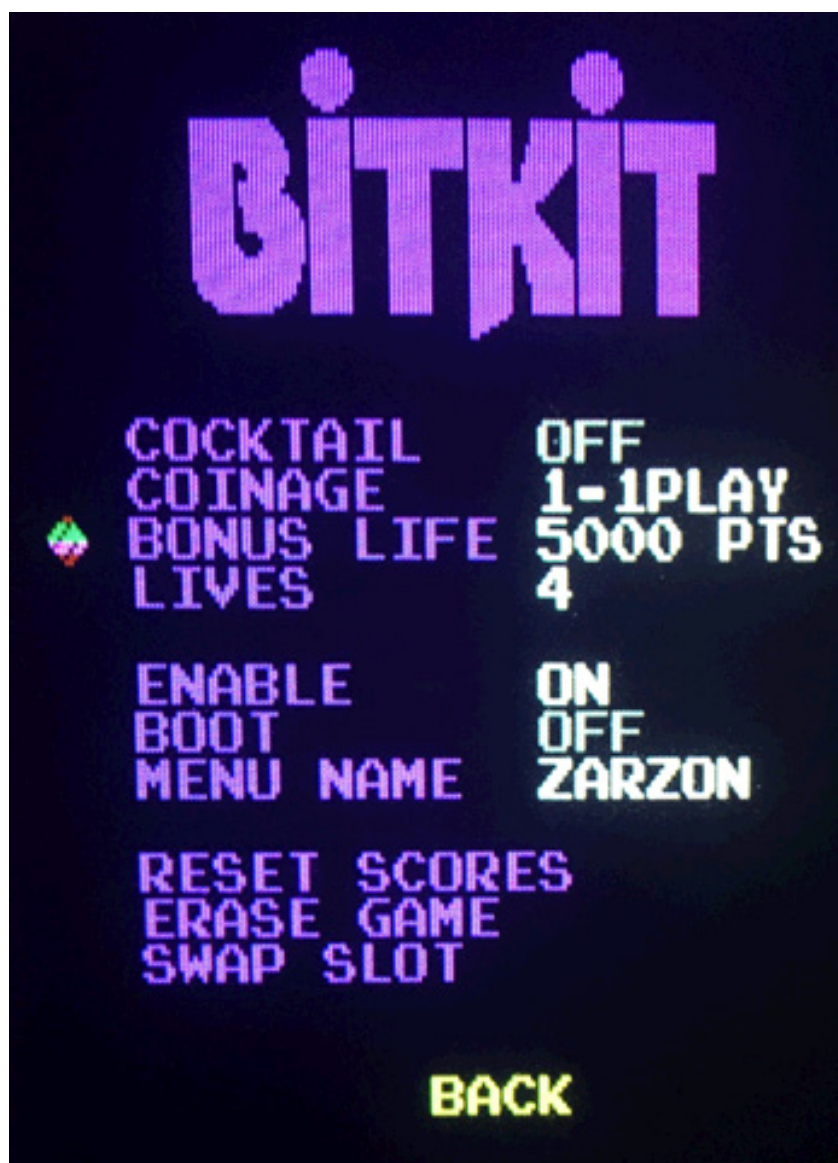 BiTKiT
COCKTAIL OFF
COINAGE 1-1PLAY
BONUS LIFE 5000 PTS
LIVES 4
ENABLE ON
BOOT OFF
MENU NAME ZARZON
RESET SCORES
ERASE GAME
SWAP SLOT
BACK